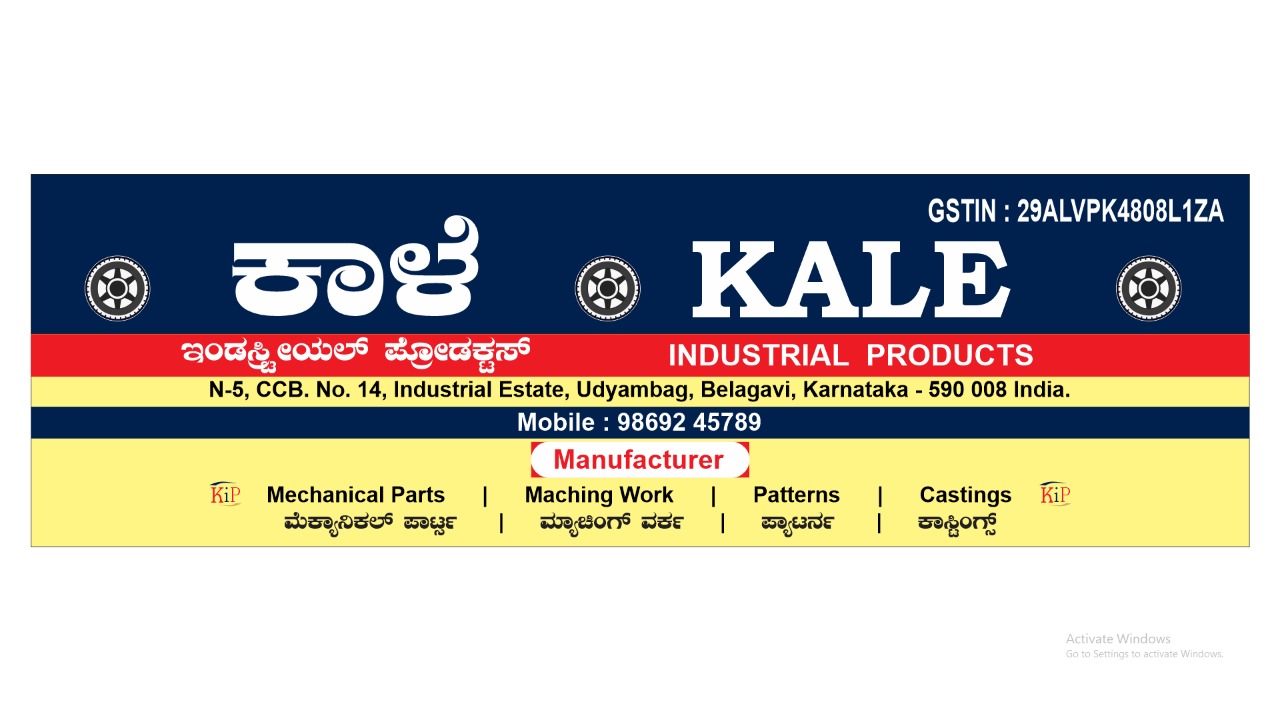 GSTIN : 29ALVPK4808L1ZA
ಕಾಳೆ KALE
ಇಂಡಸ್ಟ್ರೀಯಲ್ ಪ್ರೋಡಕ್ಟಸ್ INDUSTRIAL PRODUCTS
N-5, CCB. No. 14, Industrial Estate, Udyambag, Belagavi, Karnataka - 590 008 India.
Mobile : 98692 45789
Manufacturer
KiP Mechanical Parts | Maching Work | Patterns | Castings KiP
ಮೆಕ್ಯಾನಿಕಲ್ ಪಾರ್ಟ್ಸ | ಮ್ಯಾಚಿಂಗ್ ವರ್ಕ | ಪ್ಯಾಟರ್ನ | ಕಾಸ್ಟಿಂಗ್ಸ್
Activate Windows
Go to Settings to activate Windows.